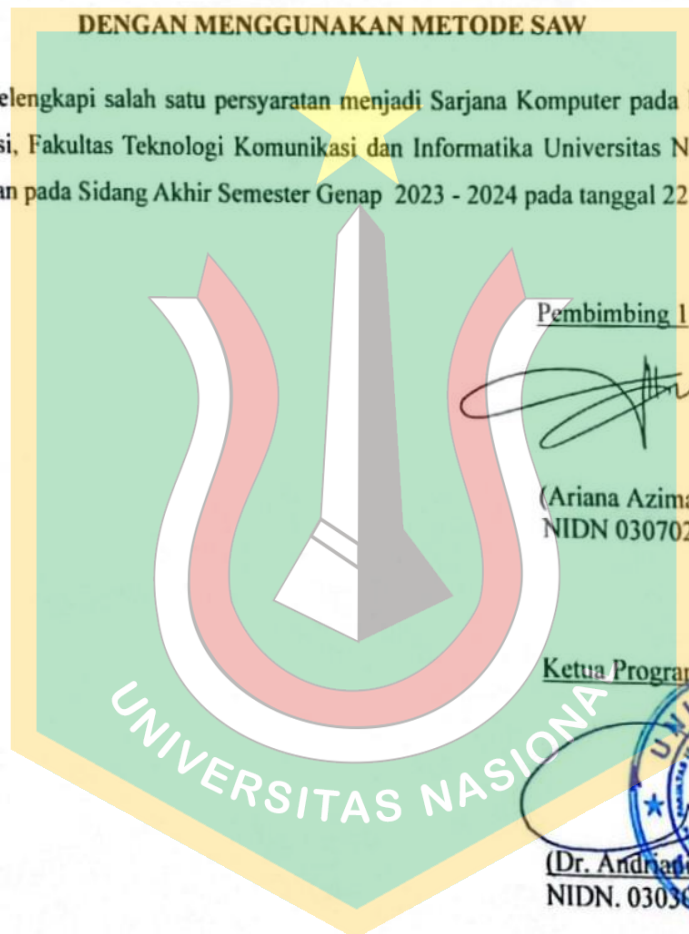 DENGAN MENGGUNAKAN METODE SAW
elengkapi salah satu persyaratan menjadi Sarjana Komputer pada
si, Fakultas Teknologi Komunikasi dan Informatika Universitas N
an pada Sidang Akhir Semester Genap 2023 - 2024 pada tanggal 22
Pembimbing 1
(Ariana Azima
NIDN 030702
Ketua Program
UNIVERSITAS NASIONA
UNI
(Dr. Andrian
NIDN. 0303